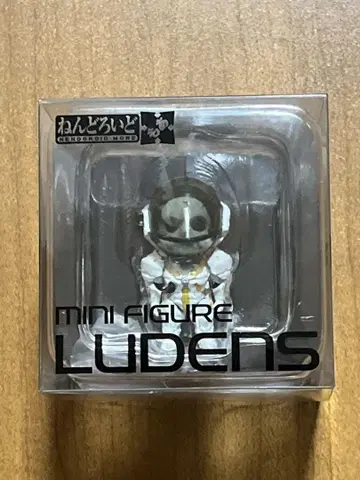 ねんどろいど
NENDOROID MORE
MINI FIGURE
LUDENS